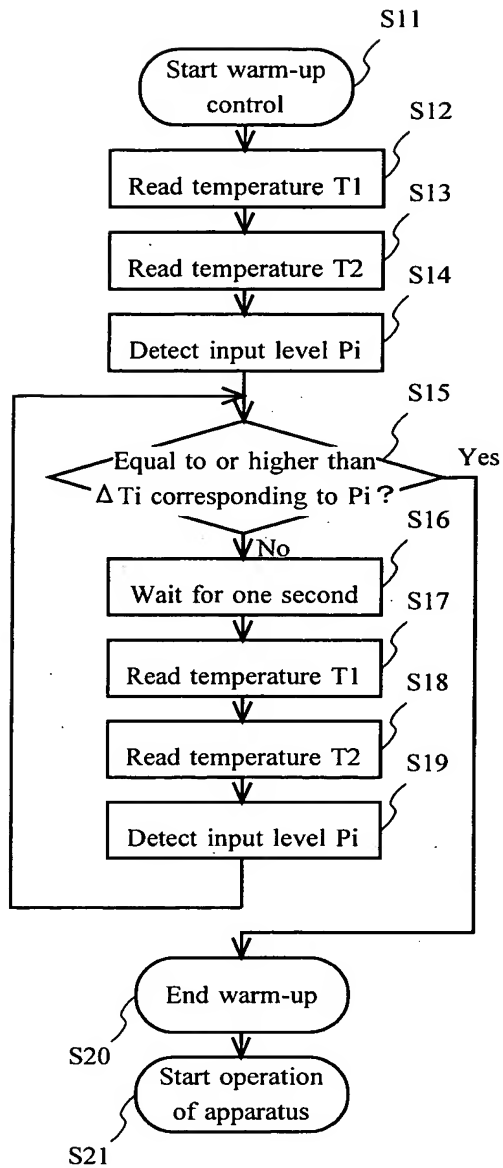 S11
Start warm-up
control
S12
Read temperature T1
S13
Read temperature T2
S14
Detect input level Pi
S15
Equal to or higher than
Δ Ti corresponding to Pi ?
Yes
No
S16
Wait for one second
S17
Read temperature T1
S18
Read temperature T2
S19
Detect input level Pi
End warm-up
S20
Start operation
of apparatus
S21